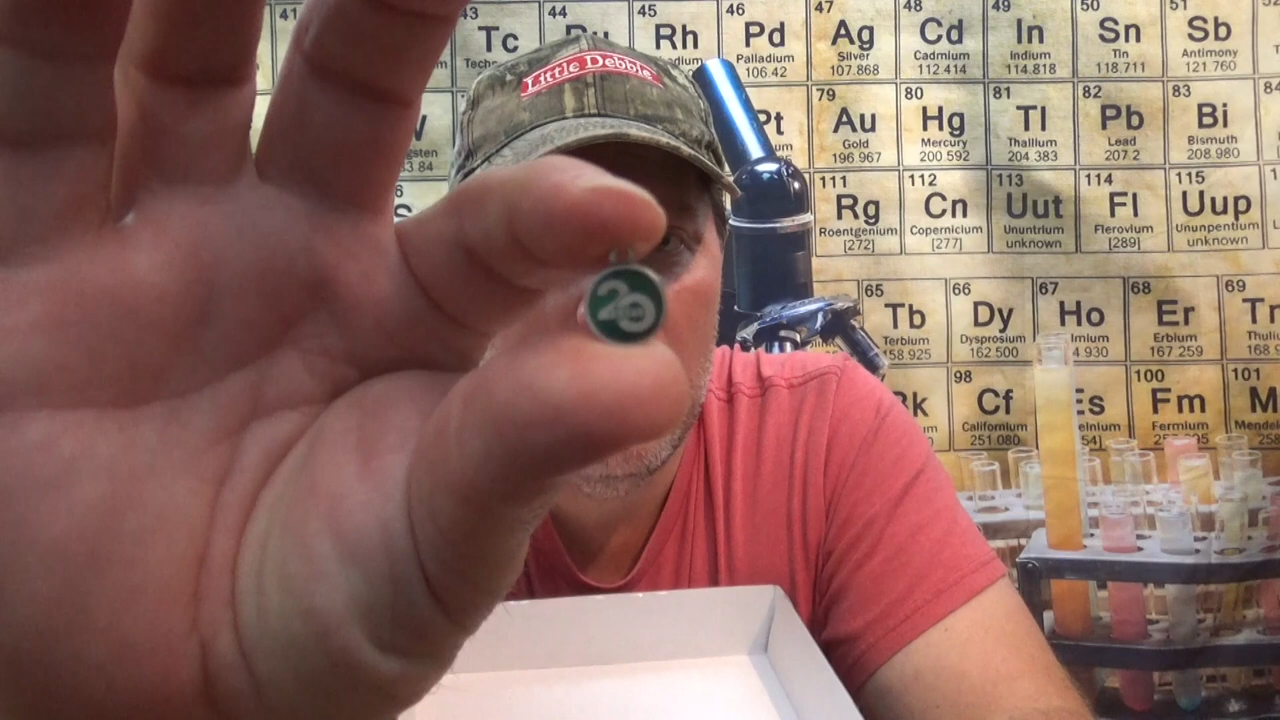 41
43 44 45 46 47 48 49 50 51
Tc Rh Pd Ag Cd In Sn Sb
Palladium Silver Cadmium Indium Tin Antimony
106.42 107.868 112.414 114.818 118.711 121.760
Little Debbie
79 80 81 82 83 84
Pt Au Hg Tl Pb Bi
Gold Mercury Thallium Lead Bismuth
196 967 200 592 204 383 207 2 208 980
111 112 113 114 115
Rg Cn Uut Fl Uup
Roentgenium Copernicium Ununtrium Flerovium Ununpentium
[272] [277] unknown [289] unknown
20
65 66 67 68 69
Tb Dy Ho Er
Terbium Dysprosium Erbium
158 925 162 500 167 259
98 100 101
Cf Es Fm
Californium Fermium
251 080